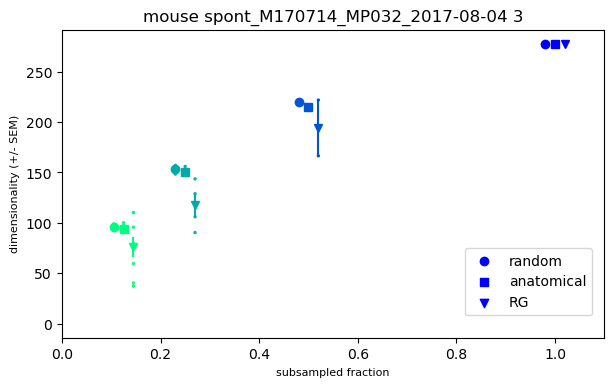 mouse spont_M170714_MP032_2017-08-04 3
dimensionality (+/- SEM)
250
200
150
100
50
0
random
anatomical
RG
0.0 0.2 0.4 0.6 0.8 1.0
subsampled fraction